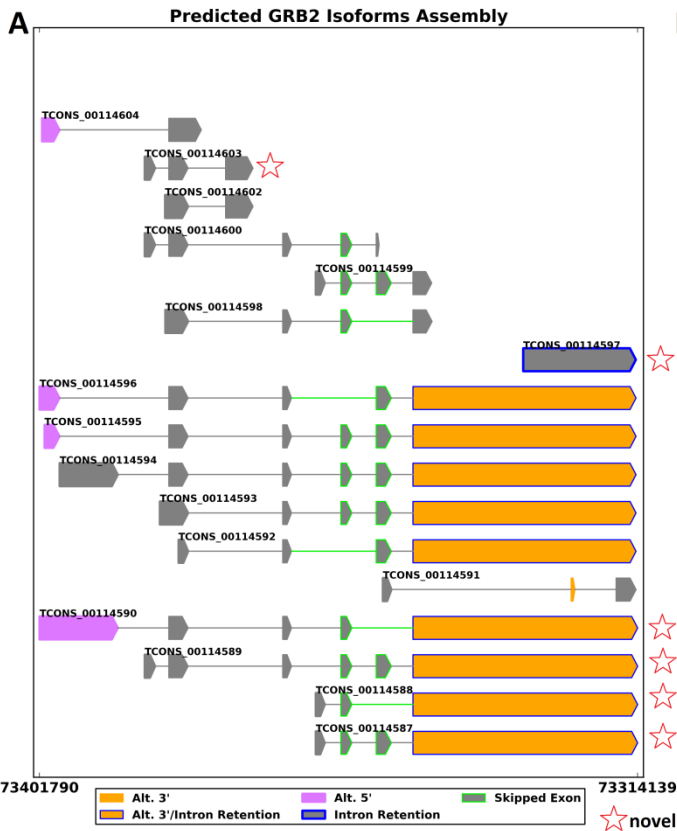 A
Predicted GRB2 Isoforms Assembly
TCONS_00114604
TCONS_00114603
TCONS_00114602
TCONS_00114600
TCONS_00114599
TCONS_00114598
TCONS_00114597
TCONS_00114596
TCONS_00114595
TCONS_00114594
TCONS_00114593
TCONS_00114592
TCONS_00114591
TCONS_00114590
TCONS_00114589
TCONS_00114588
TCONS_00114587
73401790 73314139
Alt. 3' Alt. 5' Skipped Exon
Alt. 3'/Intron Retention Intron Retention
novel